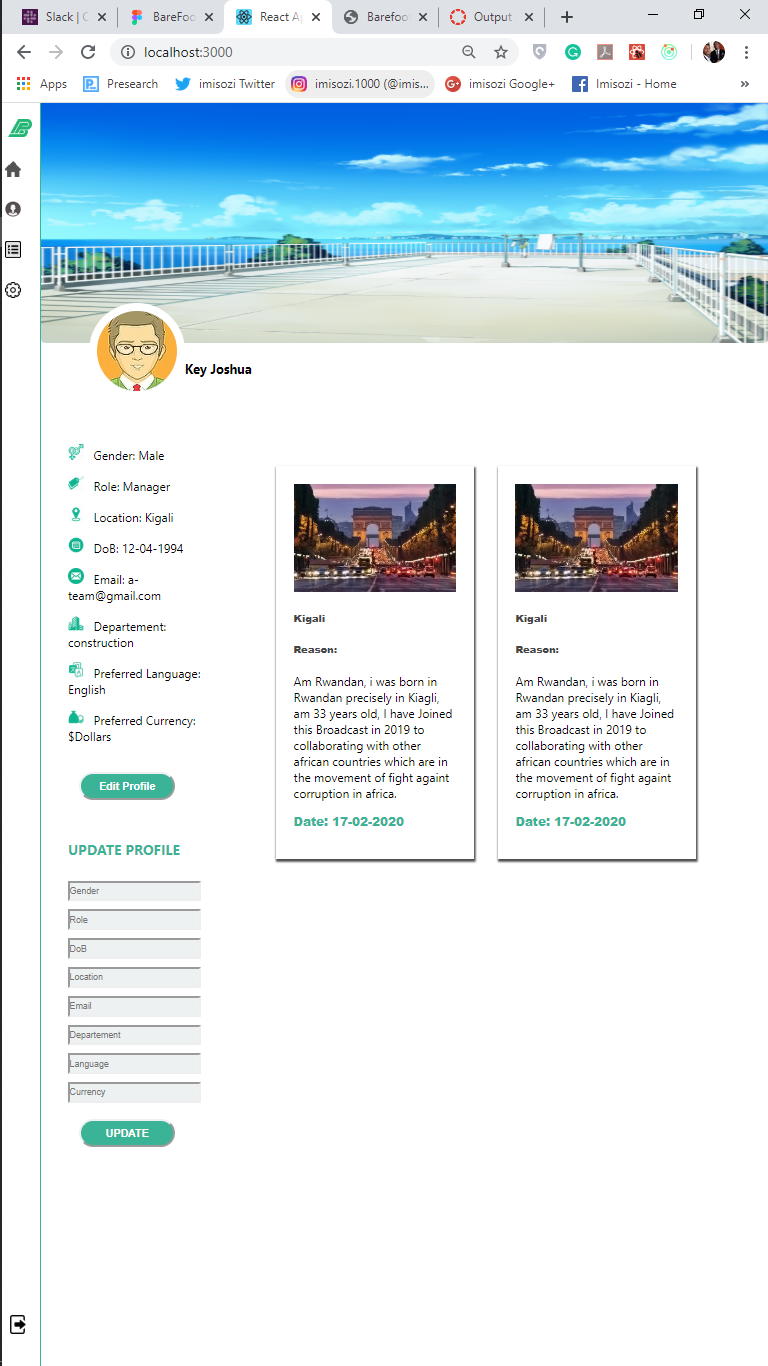 Slack | C
BareFoo
React Ap
Barefoo
Output
localhost:3000
Apps
Presearch
imisozi Twitter
imisozi.1000 (@imis...
imisozi Google+
Imisozi - Home
»
Key Joshua
Gender: Male
Role: Manager
Location: Kigali
DoB: 12-04-1994
Email: a-
team@gmail.com
Departement:
construction
Preferred Language:
English
Preferred Currency:
$Dollars
Edit Profile
UPDATE PROFILE
Gender
Role
DoB
Location
Email
Departement
Language
Currency
UPDATE
Kigali
Reason:
Am Rwandan, i was born in
Rwandan precisely in Kiagli,
am 33 years old, I have Joined
this Broadcast in 2019 to
collaborating with other
african countries which are in
the movement of fight againt
corruption in africa.
Date: 17-02-2020
Kigali
Reason:
Am Rwandan, i was born in
Rwandan precisely in Kiagli,
am 33 years old, I have Joined
this Broadcast in 2019 to
collaborating with other
african countries which are in
the movement of fight againt
corruption in africa.
Date: 17-02-2020